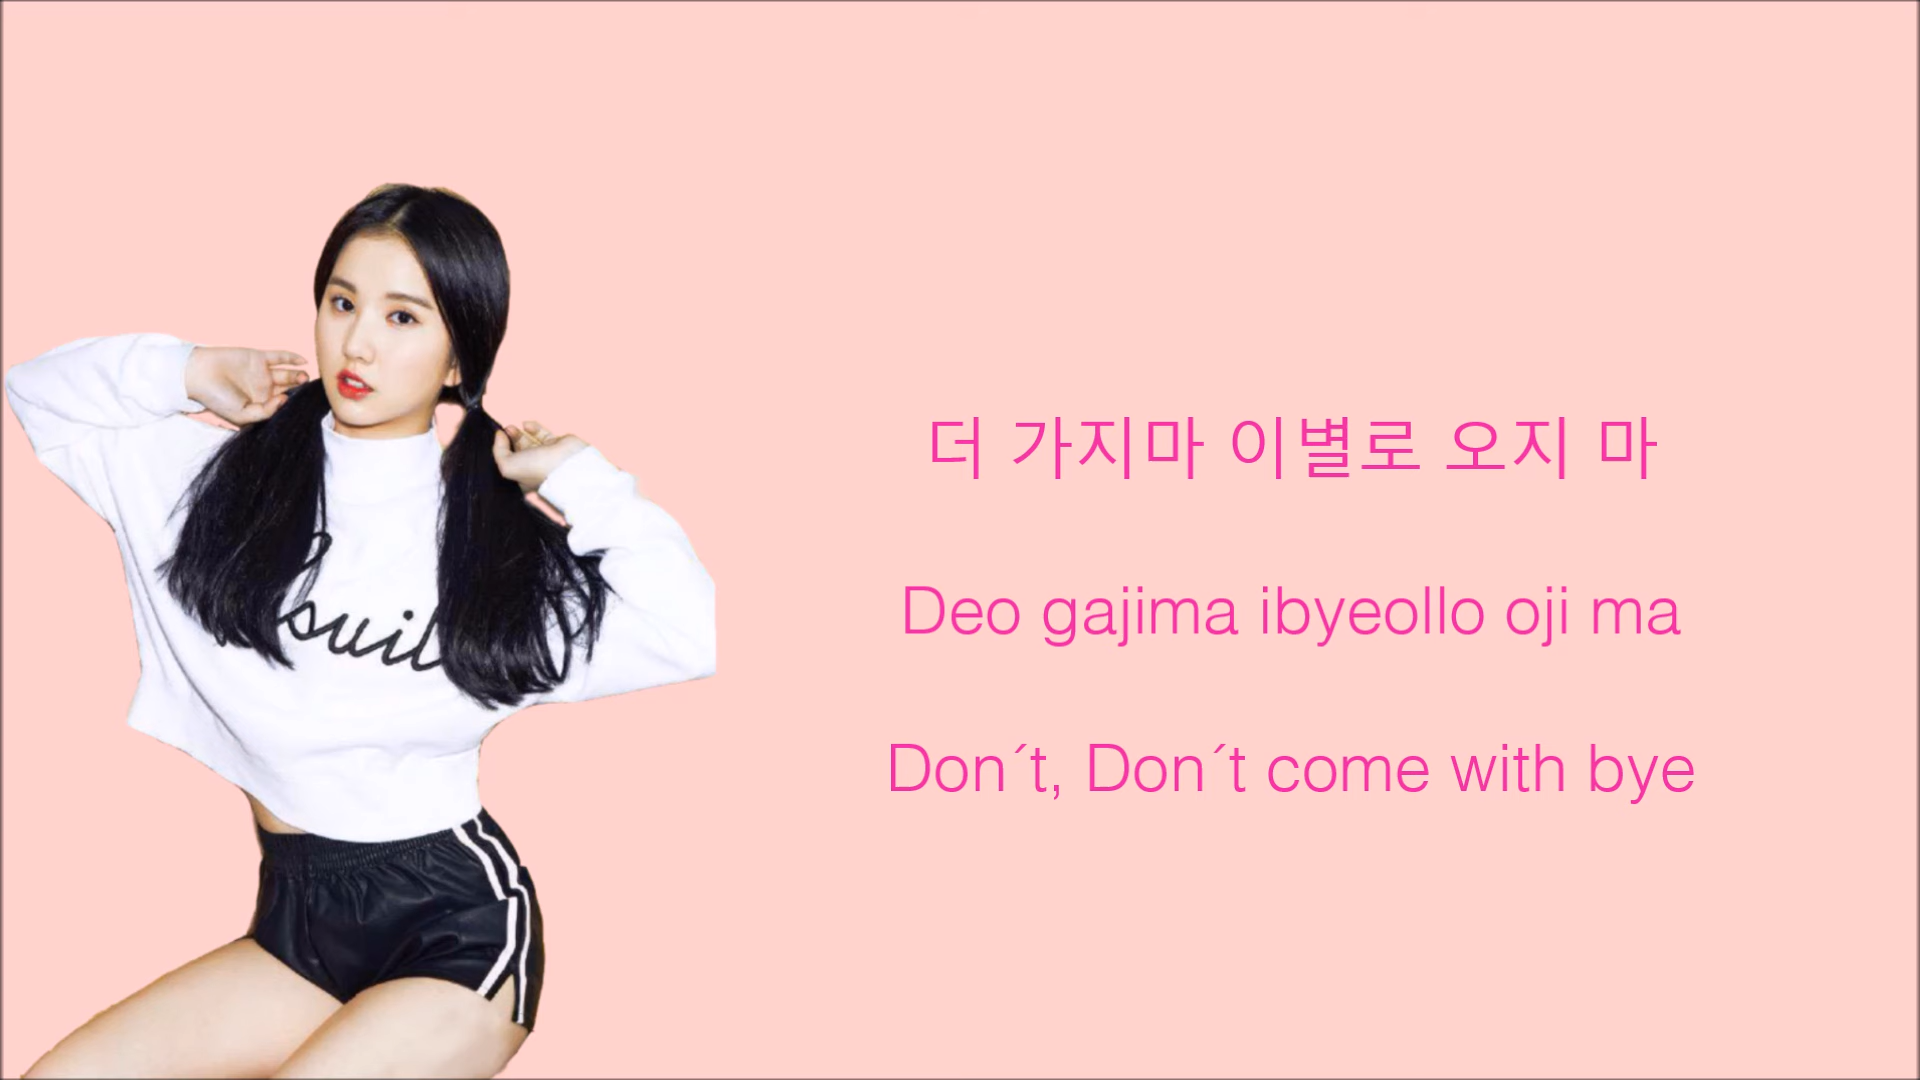 더 가지마 이별로 오지 마
Deo gajima ibyeollo oji ma
Don´t, Don´t come with bye